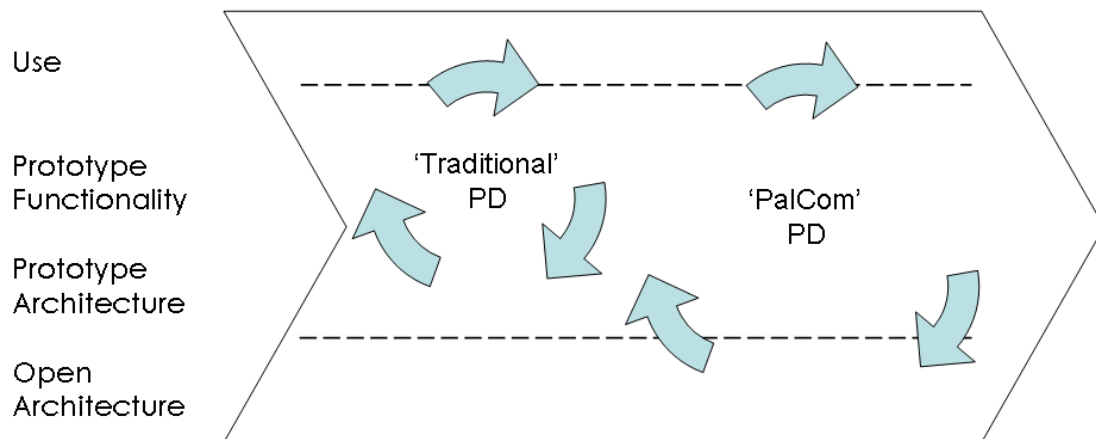 Use
Prototype
Functionality
Prototype
Architecture
Open
Architecture
‘Traditional’
PD
‘PalCom’
PD